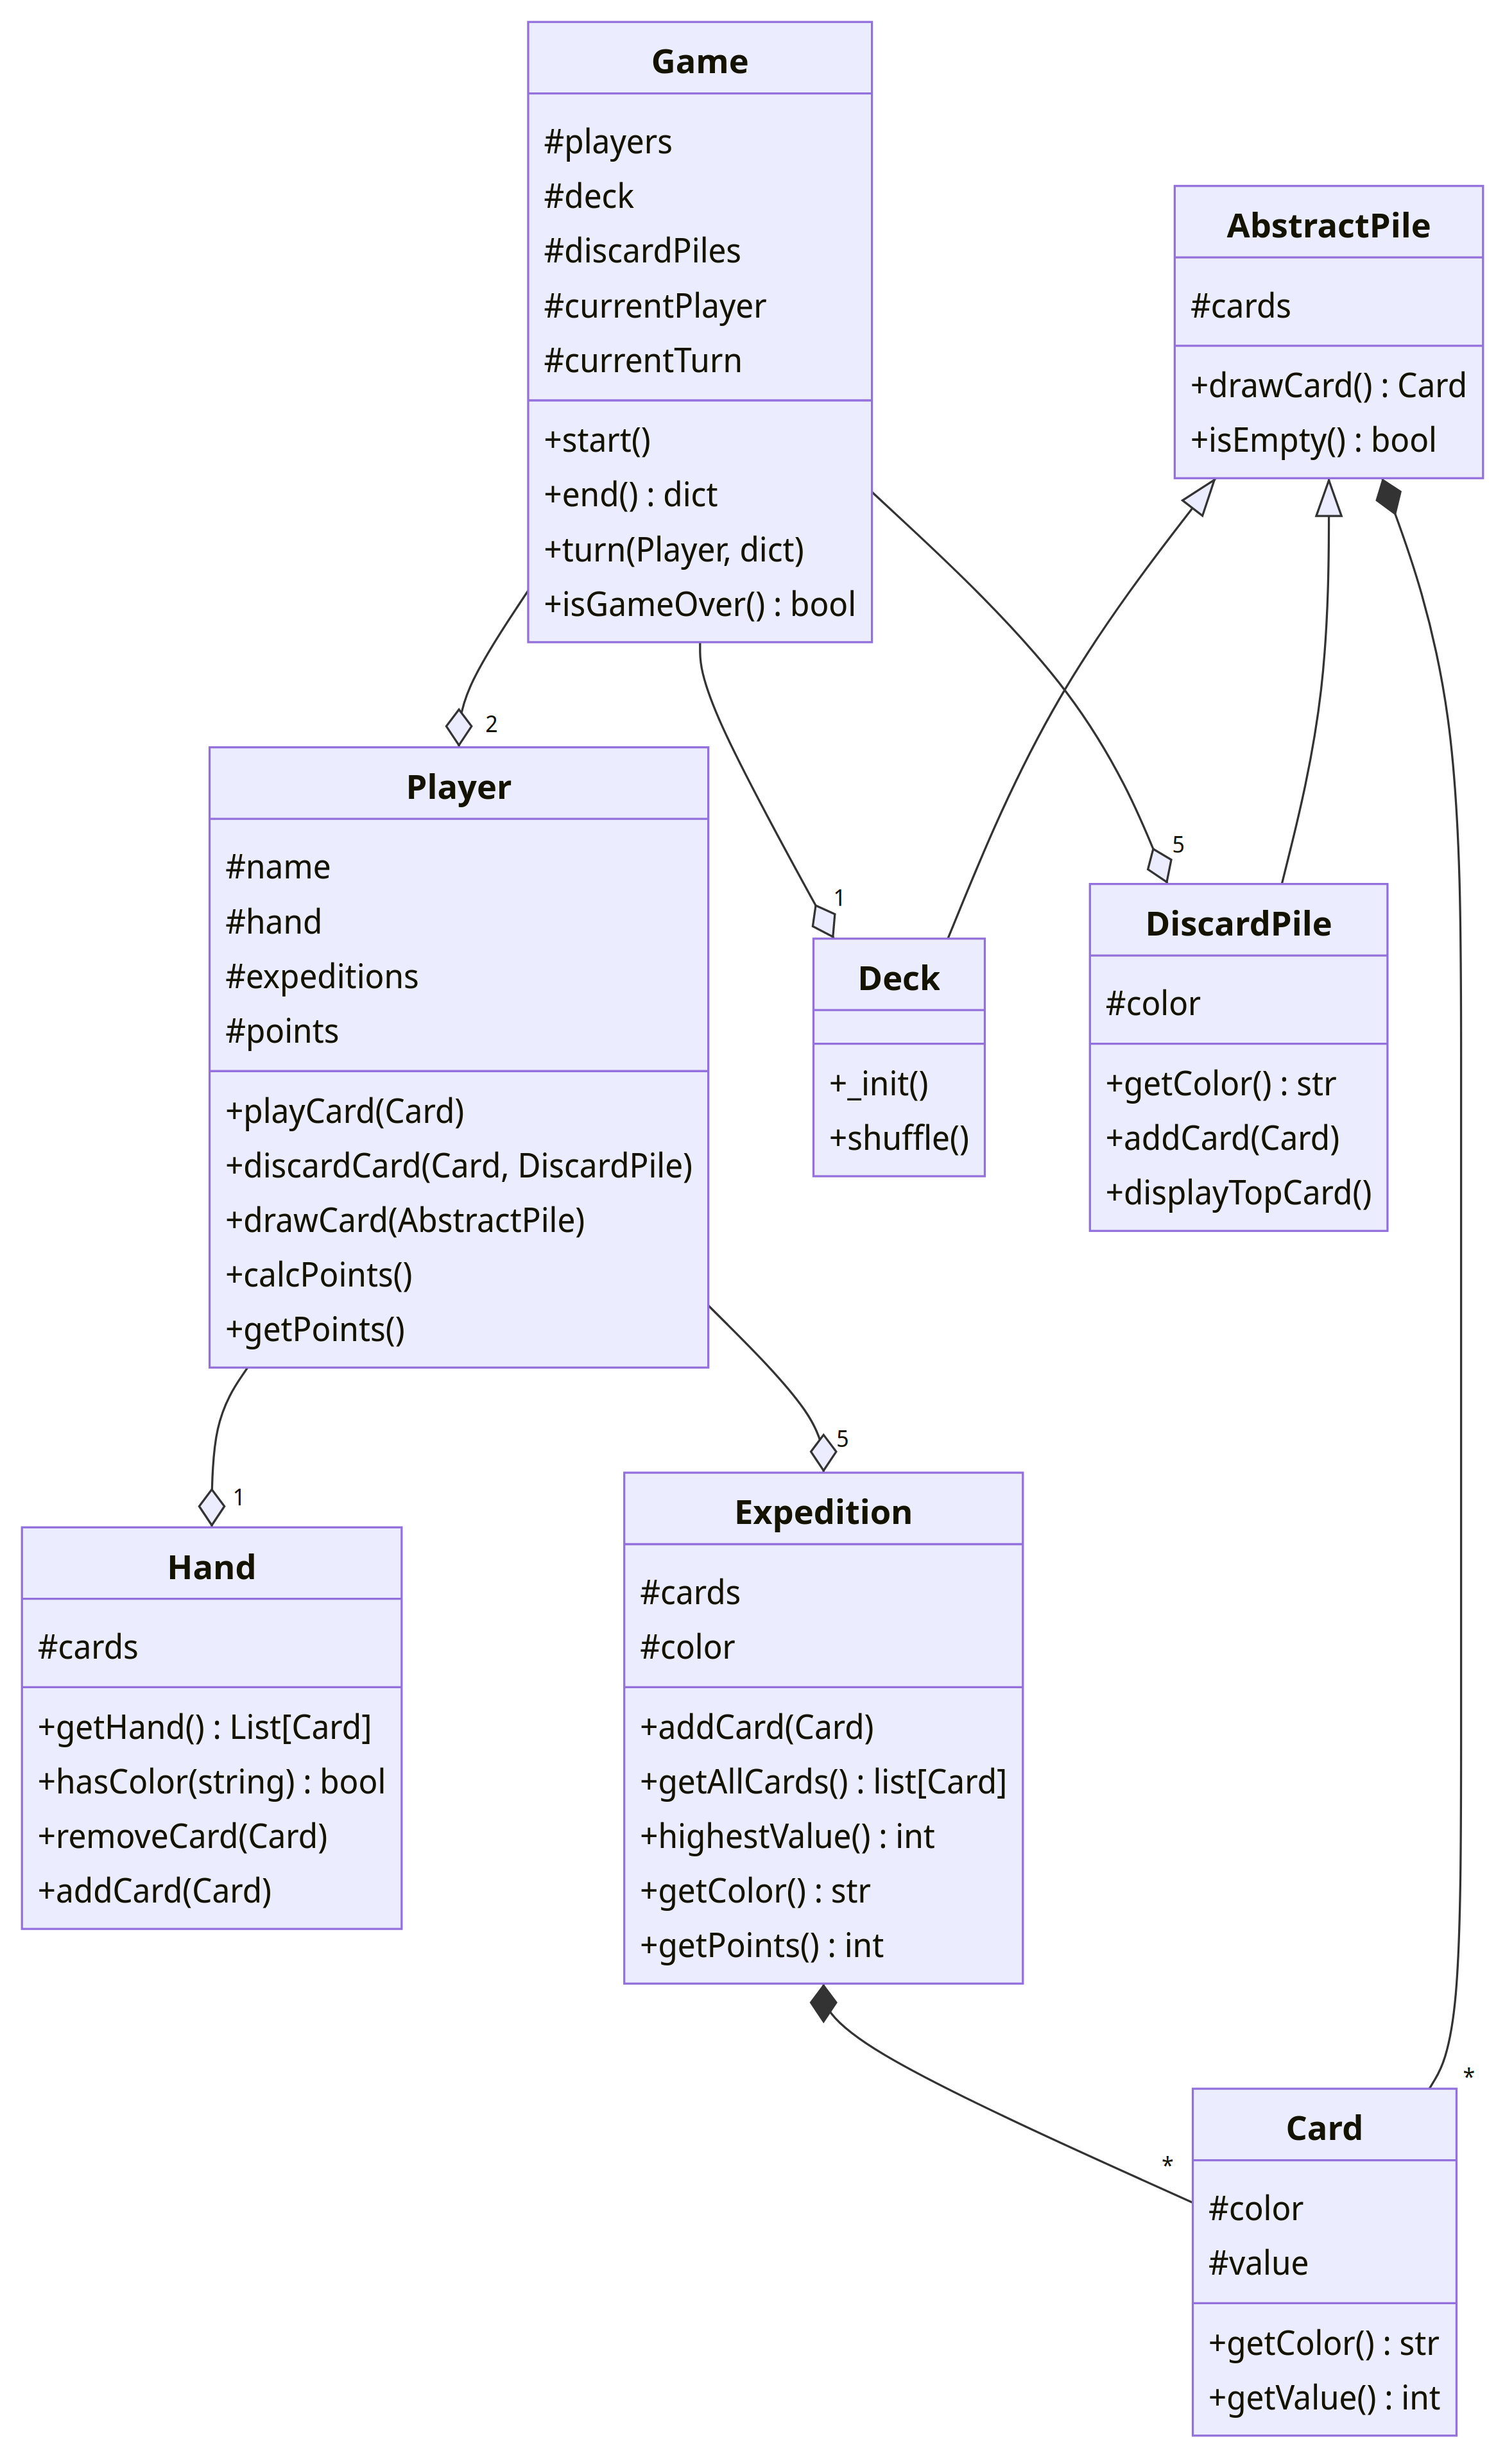 Game
#players
#deck
#discardPiles
#currentPlayer
#currentTurn
+start()
+end() : dict
+turn(Player, dict)
+isGameOver() : bool
AbstractPile
#cards
+drawCard() : Card
+isEmpty() : bool
2
Player
#name
#hand
#expeditions
#points
+playCard(Card)
+discardCard(Card, DiscardPile)
+drawCard(AbstractPile)
+calcPoints()
+getPoints()
1
Deck
+_init()
+shuffle()
5
DiscardPile
#color
+getColor() : str
+addCard(Card)
+displayTopCard()
1
Hand
#cards
+getHand() : List[Card]
+hasColor(string) : bool
+removeCard(Card)
+addCard(Card)
5
Expedition
#cards
#color
+addCard(Card)
+getAllCards() : list[Card]
+highestValue() : int
+getColor() : str
+getPoints() : int
*
*
Card
#color
#value
+getColor() : str
+getValue() : int